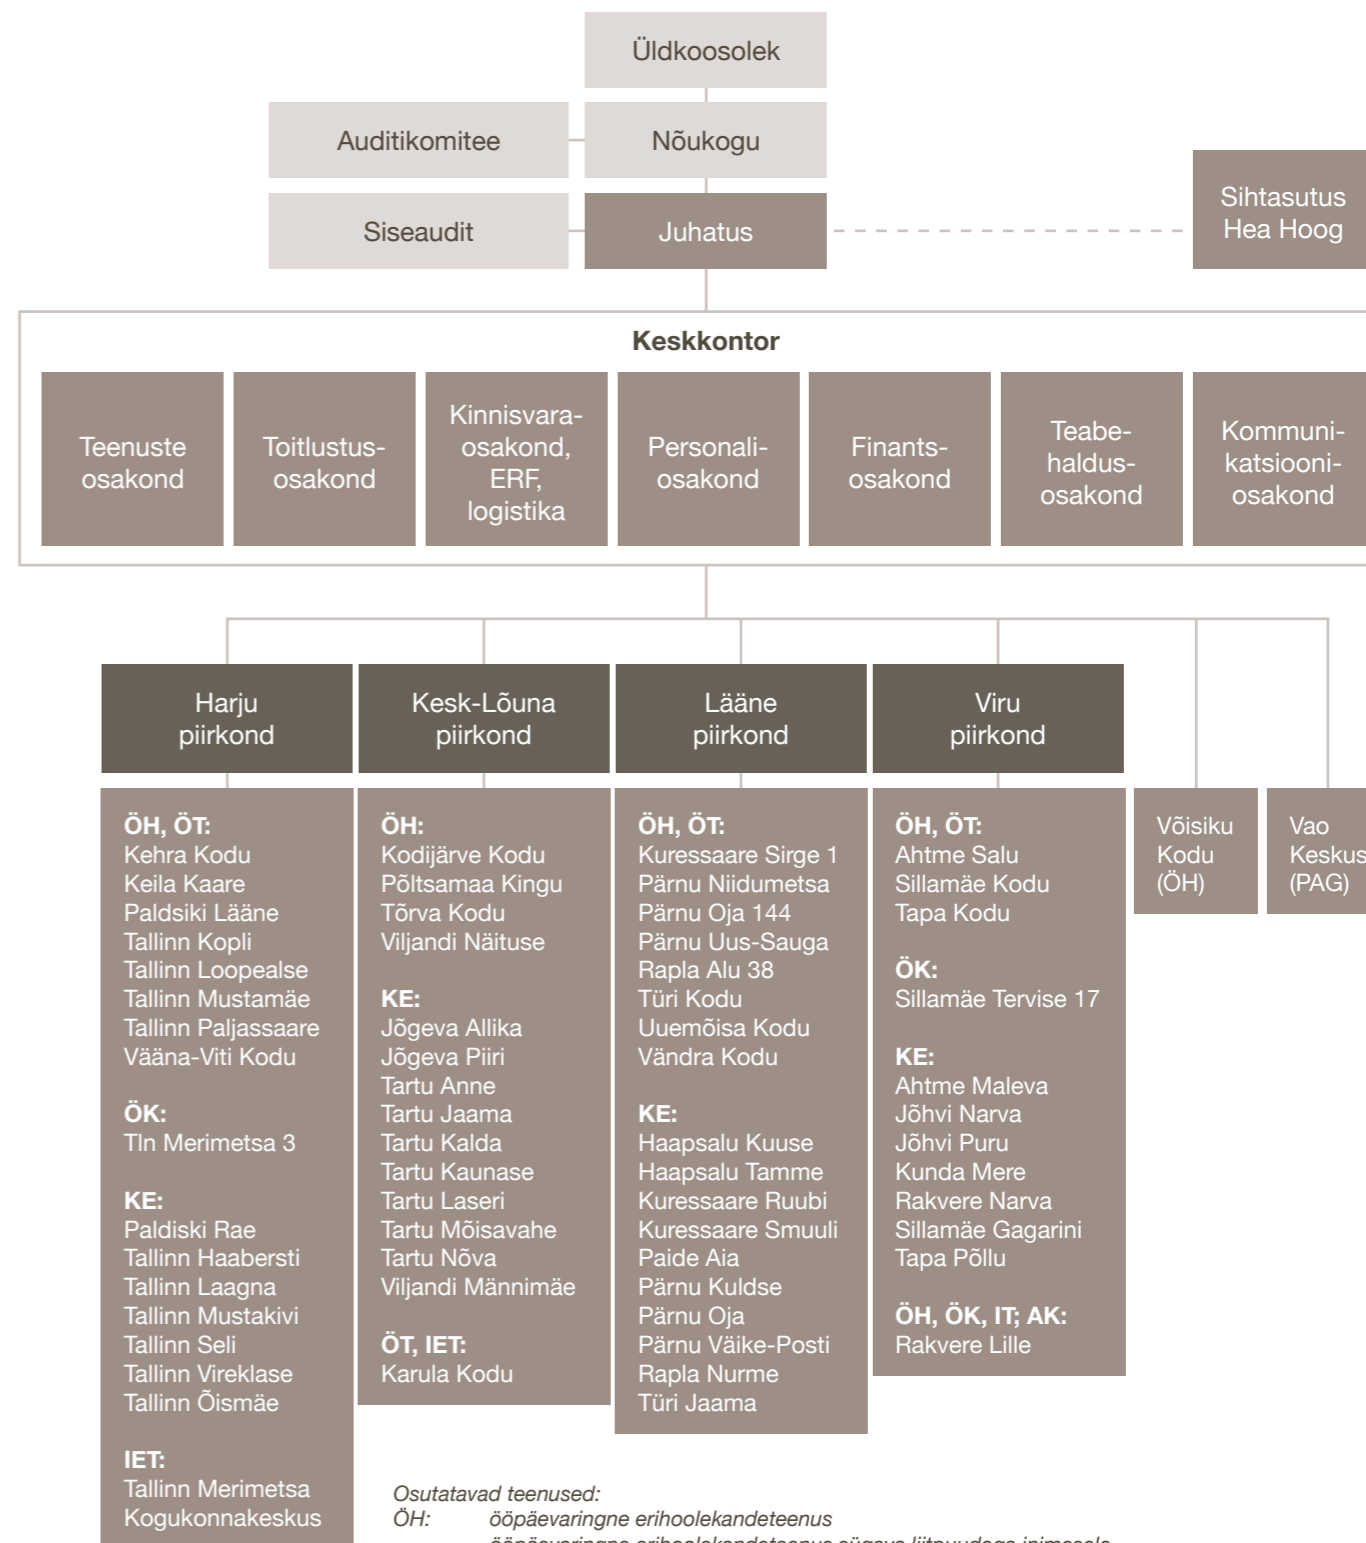 Üldkoosolek
Auditikomitee
Nõukogu
Siseaudit
Juhatus
Sihtasutus
Hea Hoog
Keskkontor
Teenuste
osakond
Toitlustus-
osakond
Kinnisvara-
osakond,
ERF,
logistika
Personali-
osakond
Finants-
osakond
Teabe-
haldus-
osakond
Kommuni-
katsiooni-
osakond
Harju
piirkond
Kesk-Lõuna
piirkond
Lääne
piirkond
Viru
piirkond
ÖH, ÖT:
Kehra Kodu
Keila Kaare
Paldsiki Lääne
Tallinn Kopli
Tallinn Loopealse
Tallinn Mustamäe
Tallinn Paljassaare
Vääna-Viti Kodu
ÖK:
Tln Merimetsa 3
KE:
Paldiski Rae
Tallinn Haabersti
Tallinn Laagna
Tallinn Mustakivi
Tallinn Seli
Tallinn Vireklase
Tallinn Õismäe
IET:
Tallinn Merimetsa
Kogukonnakeskus
ÖH:
Kodijärve Kodu
Põltsamaa Kingu
Tõrva Kodu
Viljandi Näituse
KE:
Jõgeva Allika
Jõgeva Piiri
Tartu Anne
Tartu Jaama
Tartu Kalda
Tartu Kaunase
Tartu Laseri
Tartu Mõisavahe
Tartu Nõva
Viljandi Männimäe
ÖT, IET:
Karula Kodu
ÖH, ÖT:
Kuressaare Sirge 1
Pärnu Niidumetsa
Pärnu Oja 144
Pärnu Uus-Sauga
Rapla Alu 38
Türi Kodu
Uuemõisa Kodu
Vändra Kodu
KE:
Haapsalu Kuuse
Haapsalu Tamme
Kuressaare Ruubi
Kuressaare Smuuli
Paide Aia
Pärnu Kuldse
Pärnu Oja
Pärnu Väike-Posti
Rapla Nurme
Türi Jaama
ÖH, ÖT:
Ahtme Salu
Sillamäe Kodu
Tapa Kodu
ÖK:
Sillamäe Tervise 17
KE:
Ahtme Maleva
Jõhvi Narva
Jõhvi Puru
Kunda Mere
Rakvere Narva
Sillamäe Gagarini
Tapa Põllu
ÖH, ÖK, IT; AK:
Rakvere Lille
Võisiku
Kodu
(ÖH)
Vao
Keskus
(PAG)
Osutatavad teenused:
ÖH: ööpäevaringne erihoolekandeteenus
ööpäevaringne erihoolekandeteenus sügava liitpuudega inimesele